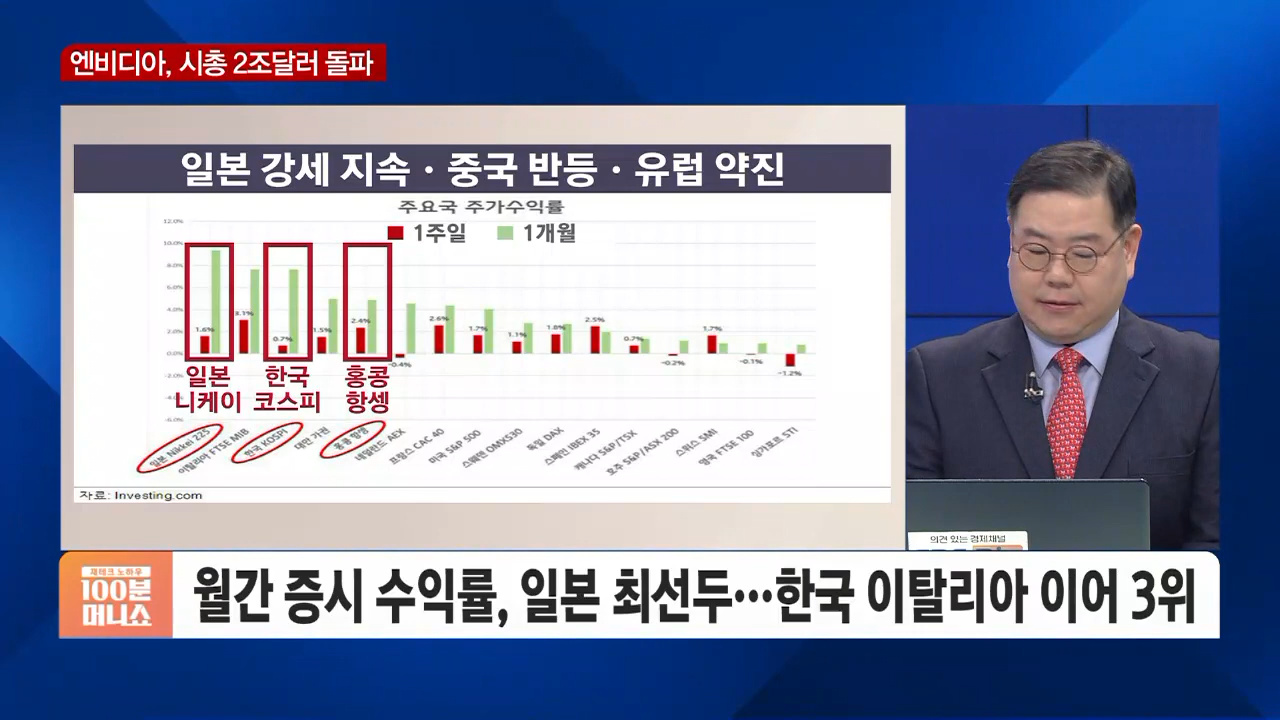 엔비디아, 시총 2조달러 돌파
일본 강세 지속 · 중국 반등 · 유럽 약진
주요국 주가수익률
1주일 1개월
12.0%
10.0%
8.0%
6.0%
4.0%
2.0%
0.0%
1.6%
3.1%
0.7%
1.5%
2.4%
-0.4%
2.6%
1.7%
1.1%
1.8%
2.5%
0.7%
-0.2%
1.7%
-0.1%
-1.2%
일본 한국 홍콩
니케이 코스피 항셍
일본 Nikkei 225
이탈리아 FTSE MIB
한국 KOSPI
대만 가권
홍콩 항셍
네덜란드 AEX
프랑스 CAC 40
미국 S&P 500
스웨덴 OMXS30
독일 DAX
스페인 IBEX 35
캐나다 S&P/TSX
호주 S&P/ASX 200
스위스 SMI
영국 FTSE 100
싱가포르 STI
자료: Investing.com
의견 있는 경제채널
재테크 노하우
100분
머니쇼
월간 증시 수익률, 일본 최선두…한국 이탈리아 이어 3위